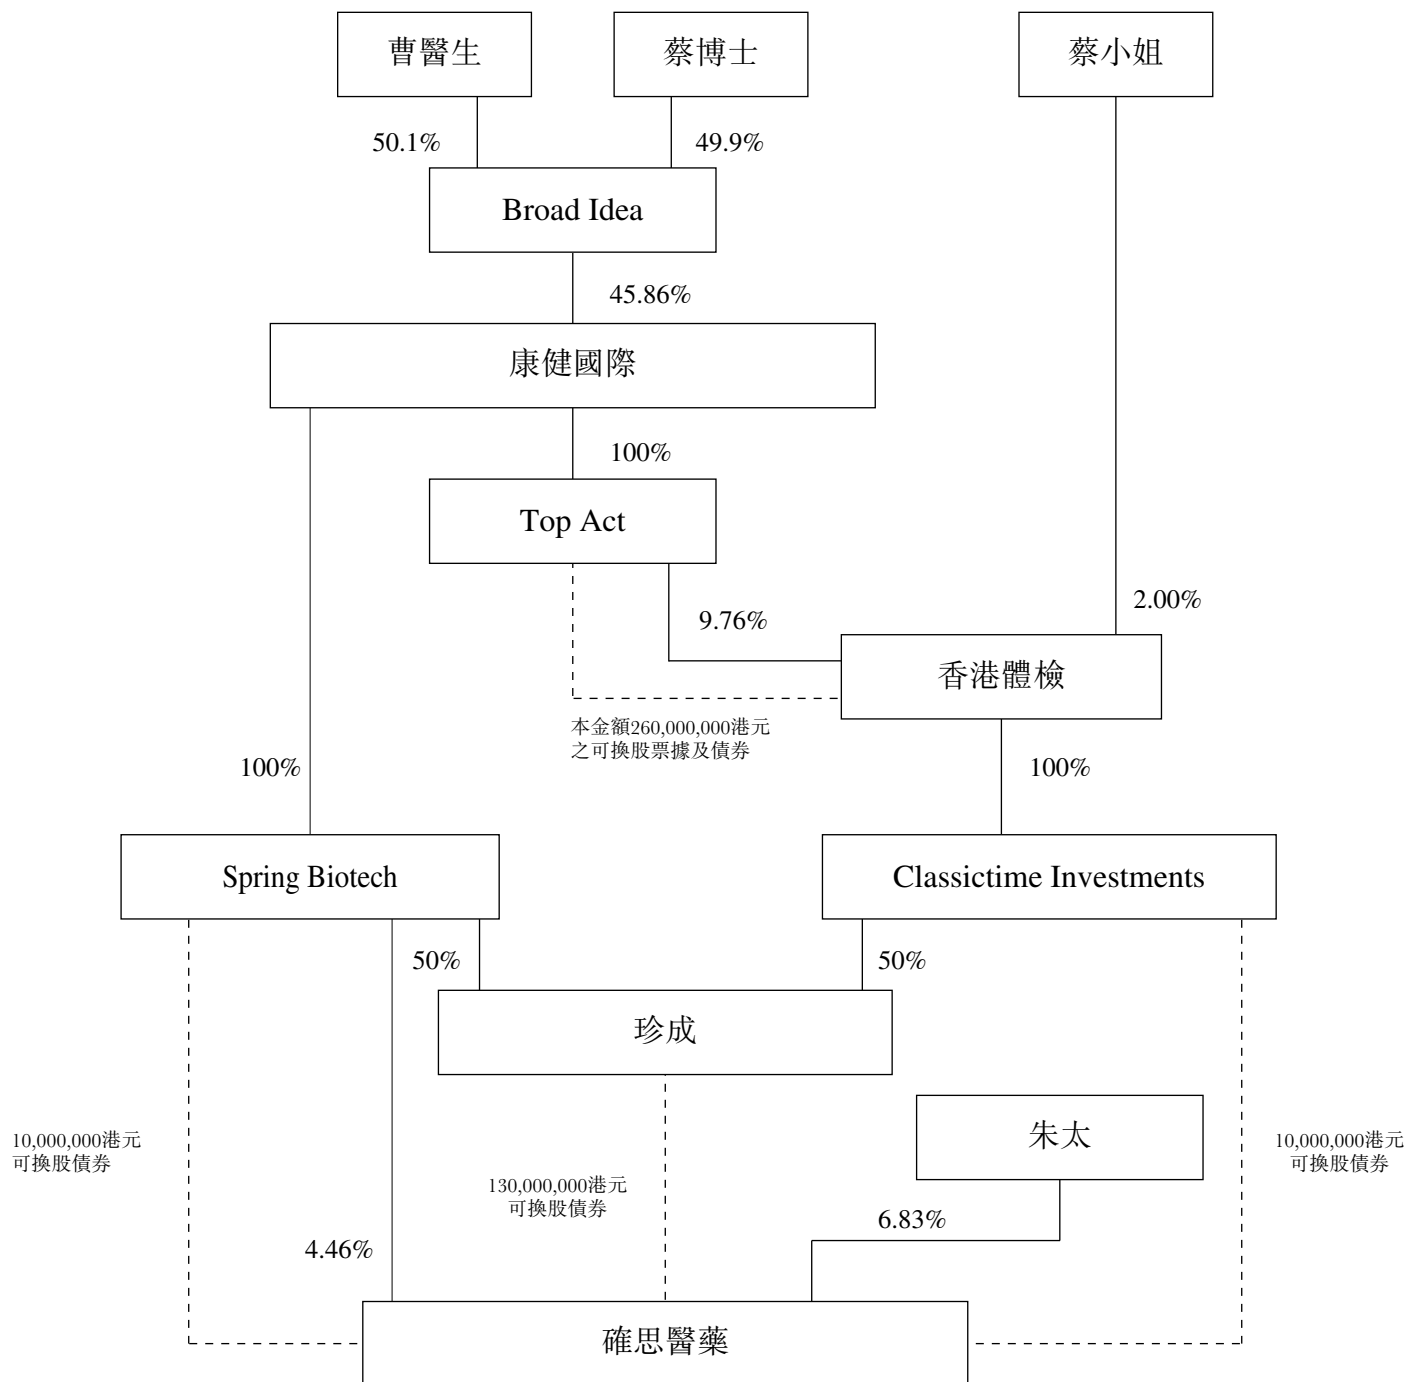 曹醫生
蔡博士
蔡小姐
50.1%
49.9%
Broad Idea
45.86%
康健國際
100%
Top Act
2.00%
9.76%
香港體檢
本金額260,000,000港元
之可換股票據及債券
100%
100%
Spring Biotech
Classictime Investments
50%
50%
珍成
朱太
10,000,000港元
可換股債券
10,000,000港元
可換股債券
130,000,000港元
可換股債券
6.83%
4.46%
確思醫藥